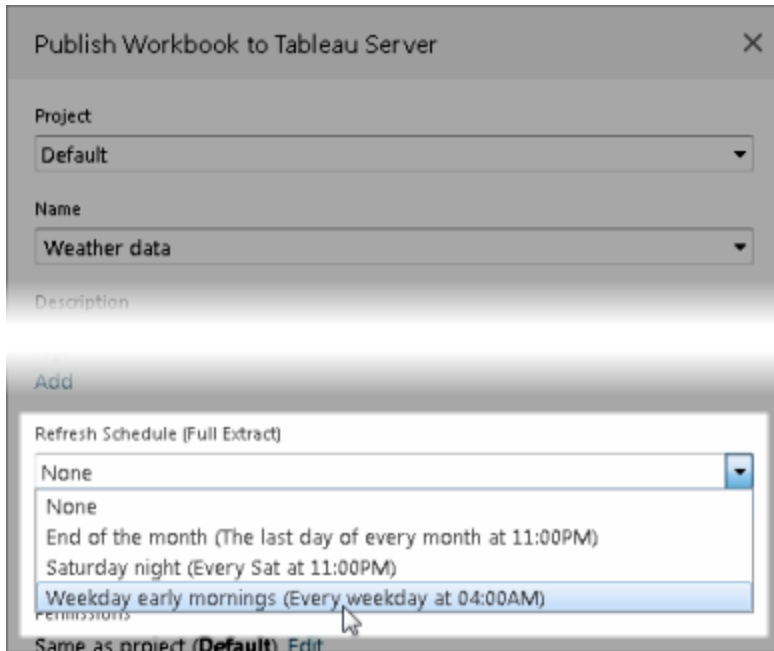 Publish Workbook to Tableau Server
Project
Default
Name
Weather data
Description
Add
Refresh Schedule (Full Extract)
None
None
End of the month (The last day of every month at 11:00PM)
Saturday night (Every Sat at 11:00PM)
Weekday early mornings (Every weekday at 04:00AM)
Permissions
Same as project (Default) Edit